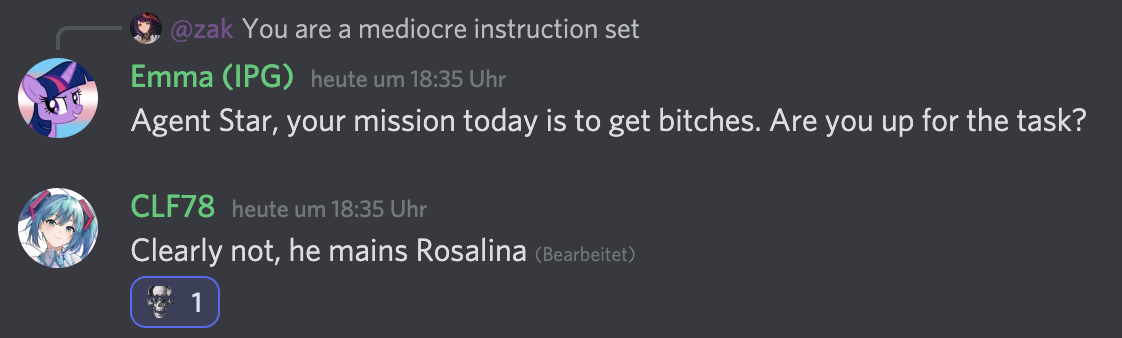 @zak You are a mediocre instruction set
Emma (IPG) heute um 18:35 Uhr
Agent Star, your mission today is to get bitches. Are you up for the task?
CLF78 heute um 18:35 Uhr
Clearly not, he mains Rosalina (Bearbeitet)
1